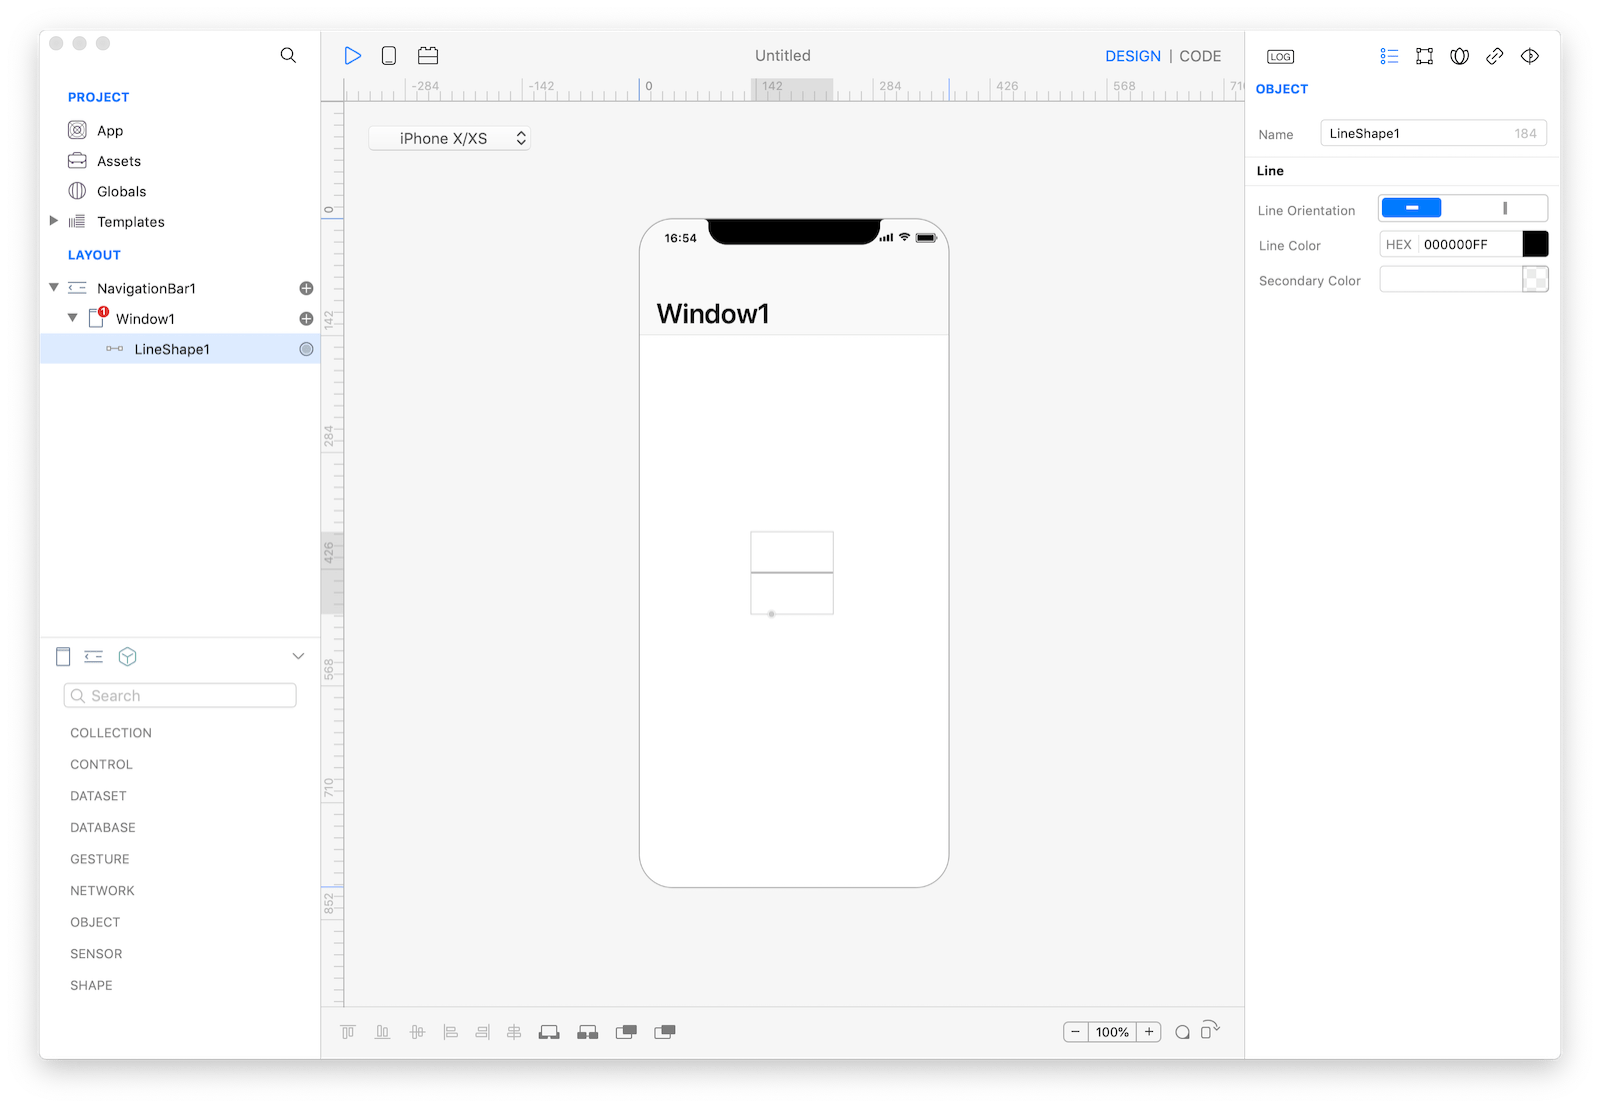 Untitled
DESIGN | CODE
LOG
PROJECT
App
Assets
Globals
Templates
LAYOUT
NavigationBar1
1
Window1
LineShape1
COLLECTION
CONTROL
DATASET
DATABASE
GESTURE
NETWORK
OBJECT
SENSOR
SHAPE
Search
-284 -142 0 142 284 426 568 710
0
142
284
426
568
710
852
iPhone X/XS
16:54
Window1
100%
OBJECT
Name LineShape1 184
Line
Line Orientation
Line Color HEX 000000FF
Secondary Color